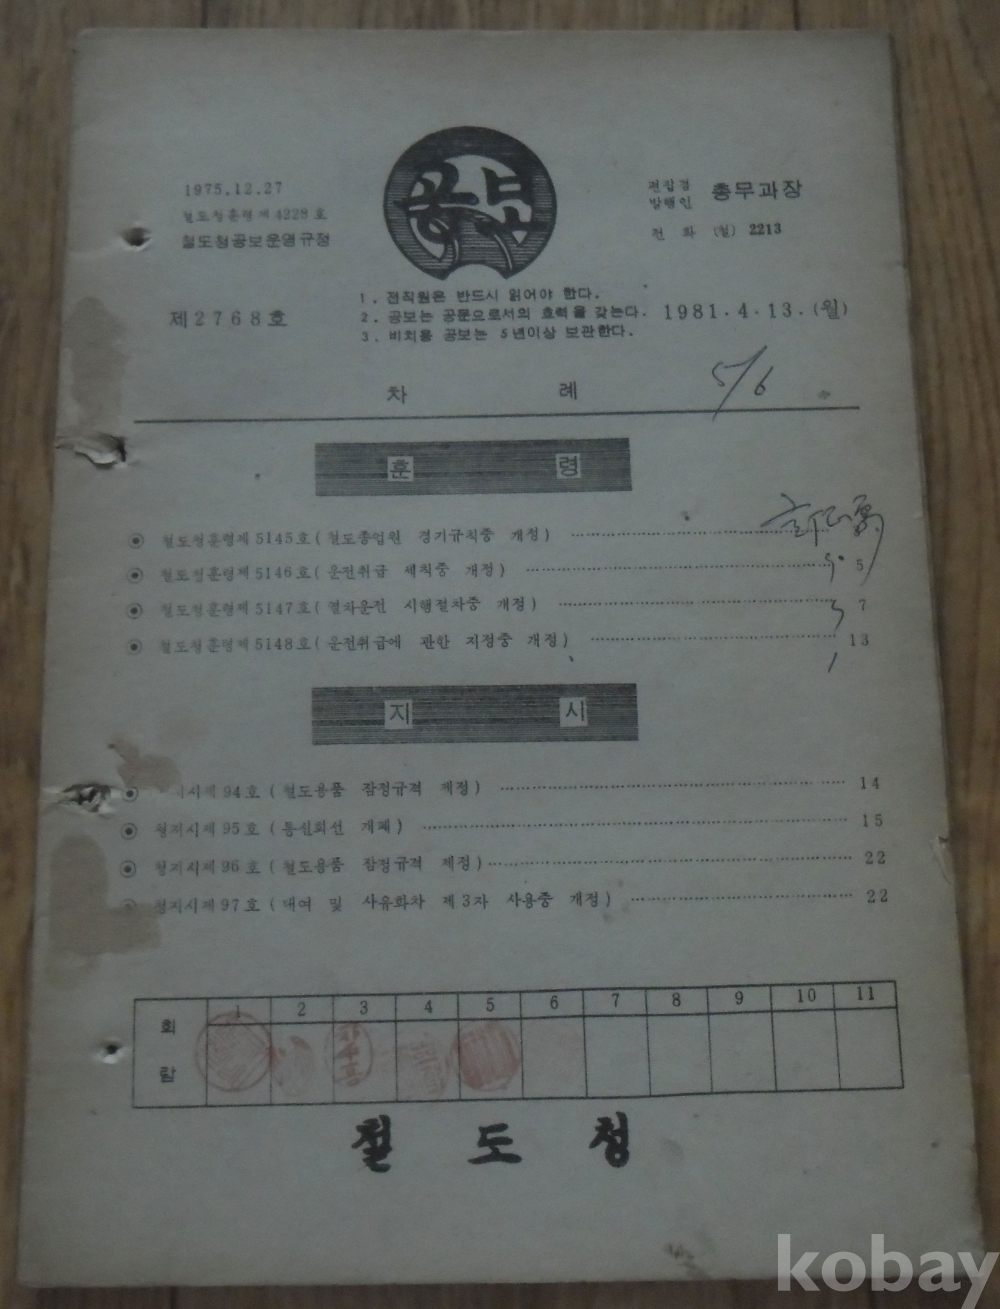 1975.12.27
철도청훈령 제4228호
철도청공보운영규정
공보
편집겸
발행인 총무과장
전 화 (철) 2213
제2768호
1. 전직원은 반드시 읽어야 한다.
2. 공보는 공문으로서의 효력을 갖는다.
3. 비치용 공보는 5년이상 보관한다.
1981.4.13.(월)
차 례
5/6
훈 령
철도청훈령제5145호(철도종업원 경기규칙중 개정)
철도청훈령제5146호(운전취급 세칙중 개정) 5
철도청훈령제5147호(열차운전 시행절차중 개정) 7
철도청훈령제5148호(운전취급에 관한 지정중 개정) 13
지 시
지시제94호(철도용품 잠정규격 제정) 14
청지시제95호(통신회선 개폐) 15
청지시제96호(철도용품 잠정규격 제정) 22
청지시제97호(대여 및 사유화차 제3자 사용중 개정) 22
회람 1 2 3 4 5 6 7 8 9 10 11
철도청
kobay